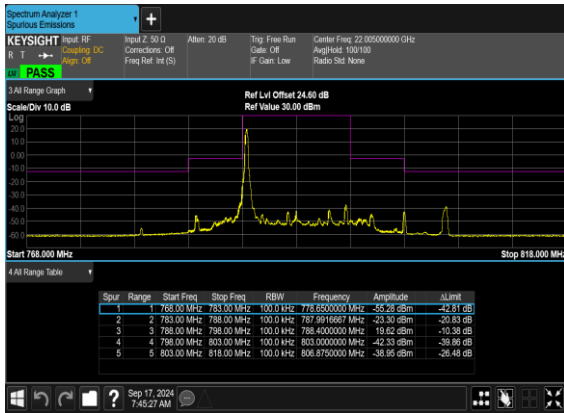 Spectrum Analyzer 1
Spurious Emissions
KEYSIGHT Input: RF Input Z: 50 Ω Atten: 20 dB Trig: Free Run Center Freq: 22.005000000 GHz
R T Coupling: DC Corrections: Off Gate: Off Avg|Hold: 100/100
Align: Off Freq Ref: Int (S) IF Gain: Low Radio Std: None
PASS
3 All Range Graph
Ref Lvl Offset 24.60 dB
Scale/Div 10.0 dB Ref Value 30.00 dBm
Log
20.0
10.0
0.00
-10.0
-20.0
-30.0
-40.0
-50.0
-60.0
Start 768.000 MHz Stop 818.000 MHz
4 All Range Table
Spur Range Start Freq Stop Freq RBW Frequency Amplitude ΔLimit
1 1 768.00 MHz 783.00 MHz 100.0 kHz 778.6500000 MHz -55.28 dBm -42.81 dB
2 2 783.00 MHz 788.00 MHz 100.0 kHz 787.9916667 MHz -23.30 dBm -20.83 dB
3 3 788.00 MHz 798.00 MHz 100.0 kHz 788.4000000 MHz 19.62 dBm -10.38 dB
4 4 798.00 MHz 803.00 MHz 100.0 kHz 803.0000000 MHz -42.33 dBm -39.86 dB
5 5 803.00 MHz 818.00 MHz 100.0 kHz 806.8750000 MHz -38.95 dBm -26.48 dB
? Sep 17, 2024
7:45:27 AM